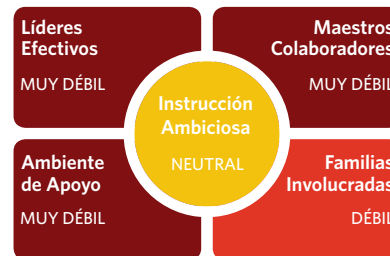 Líderes
Efectivos
MUY DÉBIL
Maestros
Colaboradores
MUY DÉBIL
Instrucción
Ambiciosa
NEUTRAL
Ambiente
de Apoyo
MUY DÉBIL
Familias
Involucradas
DÉBIL